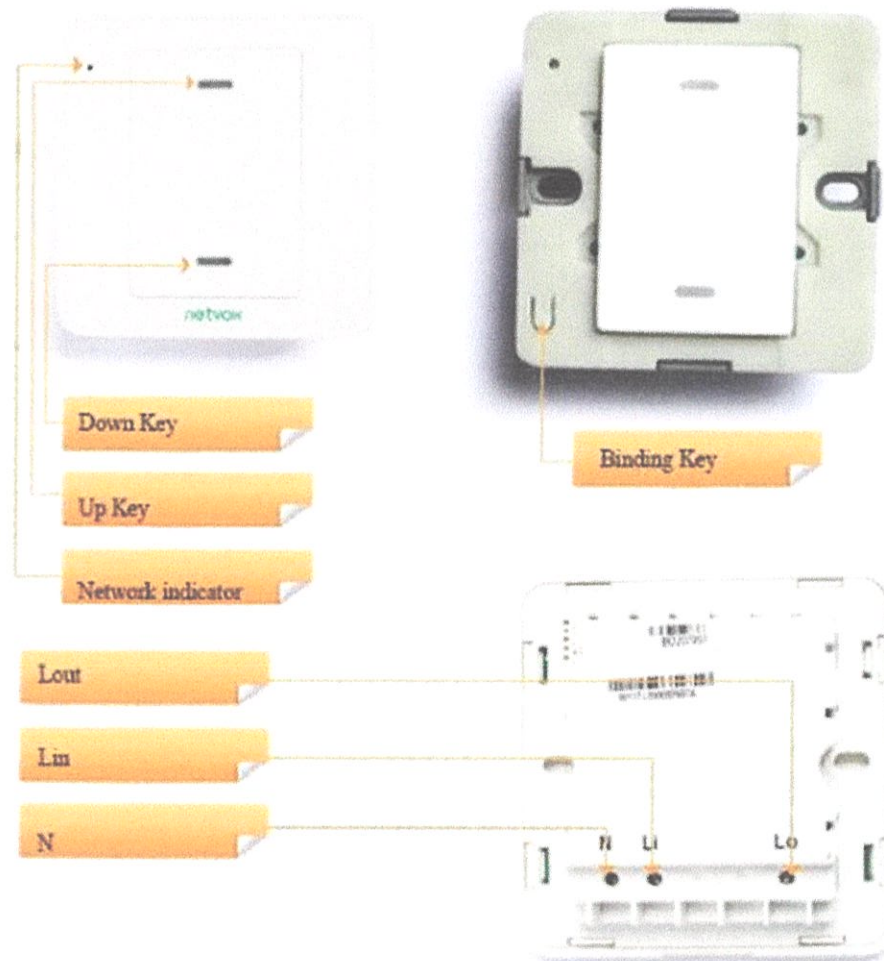 netvox
Down Key
Up Key
Network indicator
Binding Key
Lout
Lin
N
N Li Lo